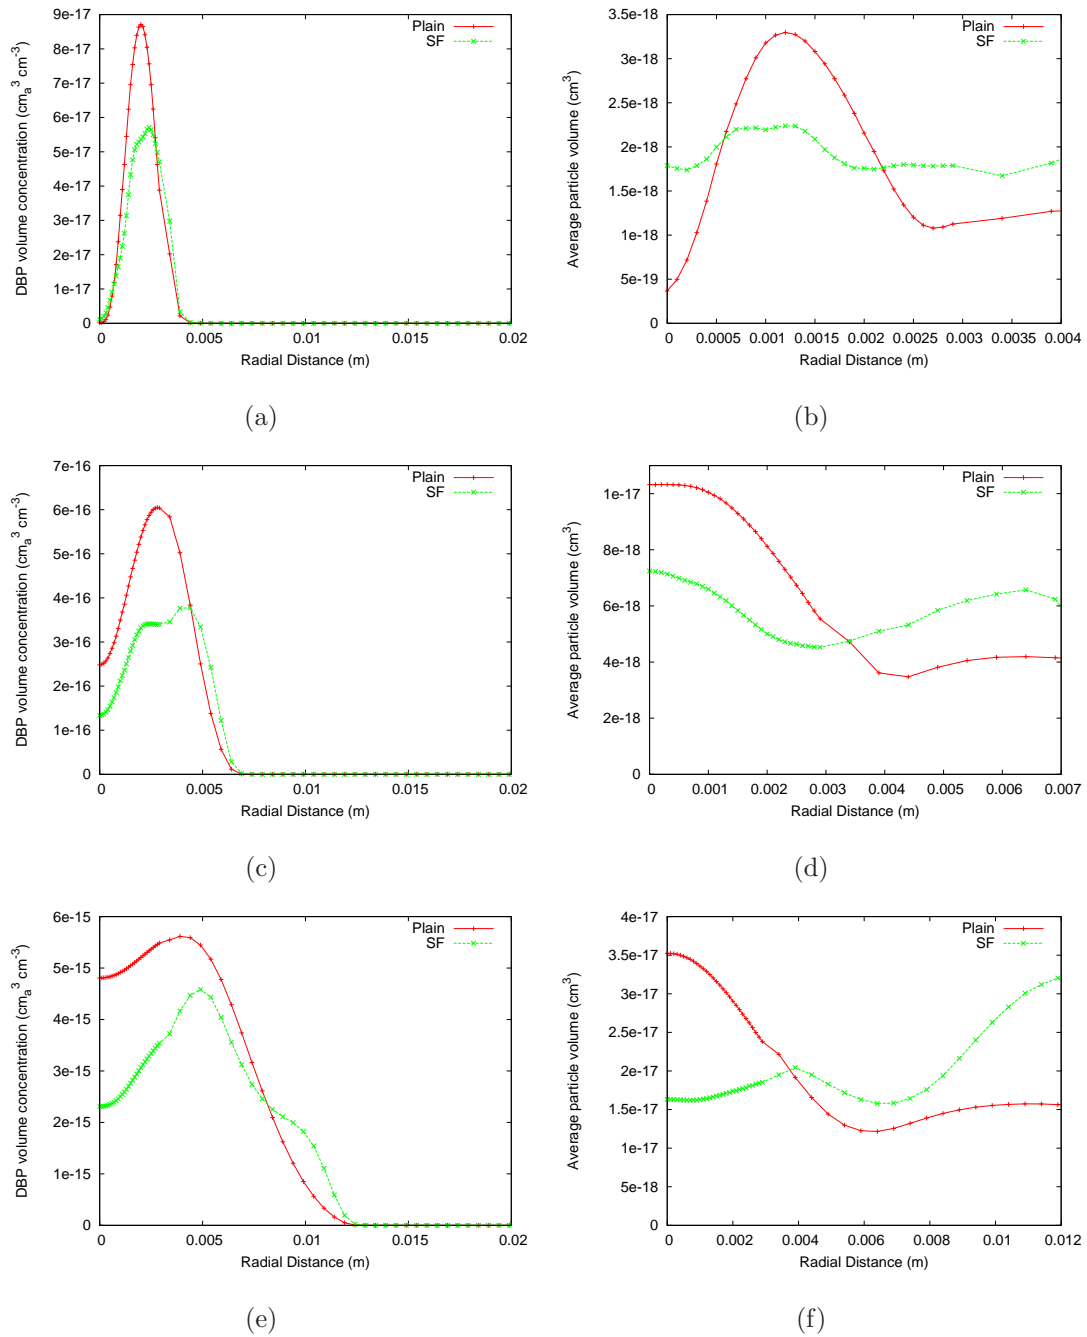 DBP volume concentration (cm_a^3 cm^-3)
9e-17
8e-17
7e-17
6e-17
5e-17
4e-17
3e-17
2e-17
1e-17
0
Plain
SF
0 0.005 0.01 0.015 0.02
Radial Distance (m)
(a)
Average particle volume (cm^3)
3.5e-18
3e-18
2.5e-18
2e-18
1.5e-18
1e-18
5e-19
0
Plain
SF
0 0.0005 0.001 0.0015 0.002 0.0025 0.003 0.0035 0.004
Radial Distance (m)
(b)
DBP volume concentration (cm_a^3 cm^-3)
7e-16
6e-16
5e-16
4e-16
3e-16
2e-16
1e-16
0
Plain
SF
0 0.005 0.01 0.015 0.02
Radial Distance (m)
(c)
Average particle volume (cm^3)
1e-17
8e-18
6e-18
4e-18
2e-18
0
Plain
SF
0 0.001 0.002 0.003 0.004 0.005 0.006 0.007
Radial Distance (m)
(d)
DBP volume concentration (cm_a^3 cm^-3)
6e-15
5e-15
4e-15
3e-15
2e-15
1e-15
0
Plain
SF
0 0.005 0.01 0.015 0.02
Radial Distance (m)
(e)
Average particle volume (cm^3)
4e-17
3.5e-17
3e-17
2.5e-17
2e-17
1.5e-17
1e-17
5e-18
0
Plain
SF
0 0.002 0.004 0.006 0.008 0.01 0.012
Radial Distance (m)
(f)